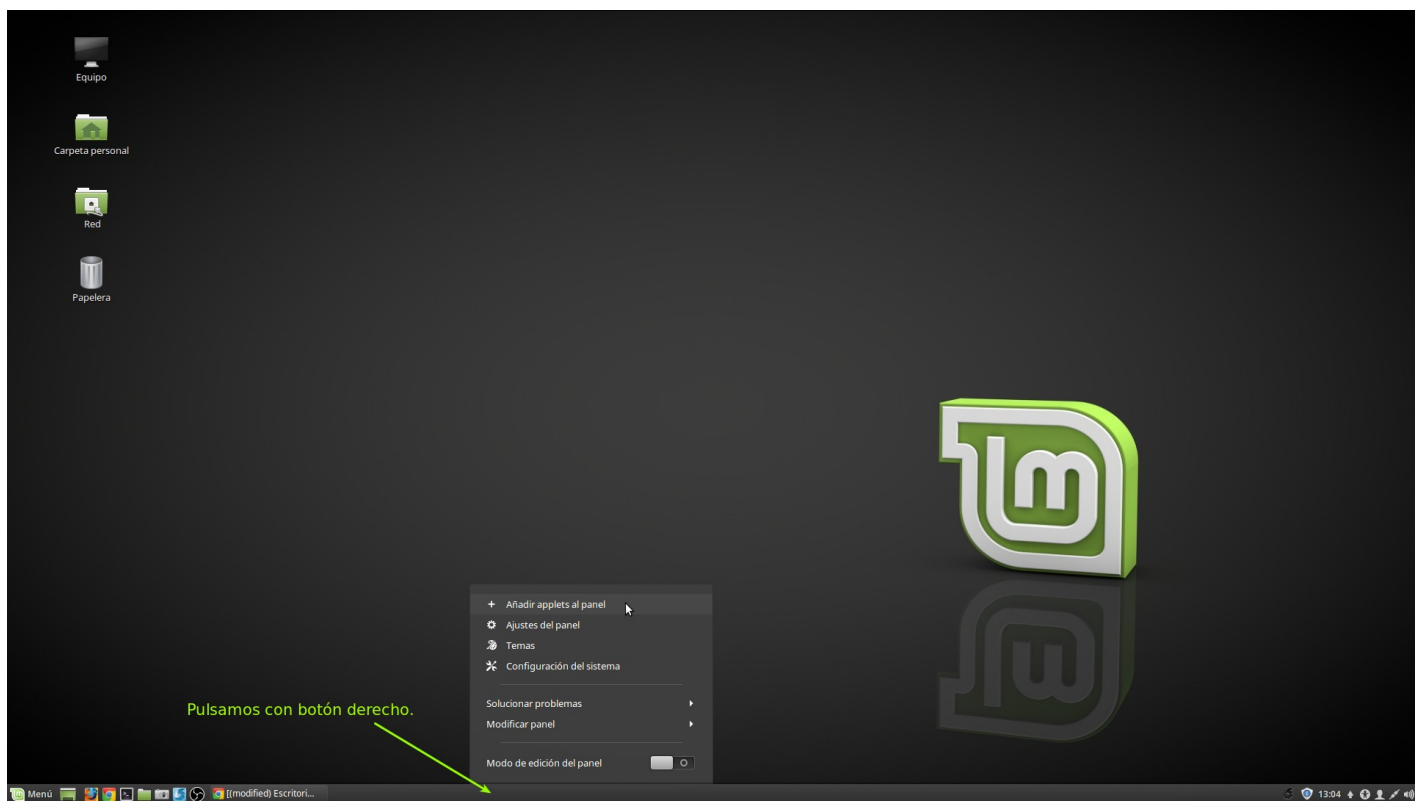 Equipo
Carpeta personal
Red
Papelera
Añadir applets al panel
Ajustes del panel
Temas
Configuración del sistema
Solucionar problemas
Modificar panel
Modo de edición del panel
Pulsamos con botón derecho.
Menú
[(modified) Escritori...
13:04